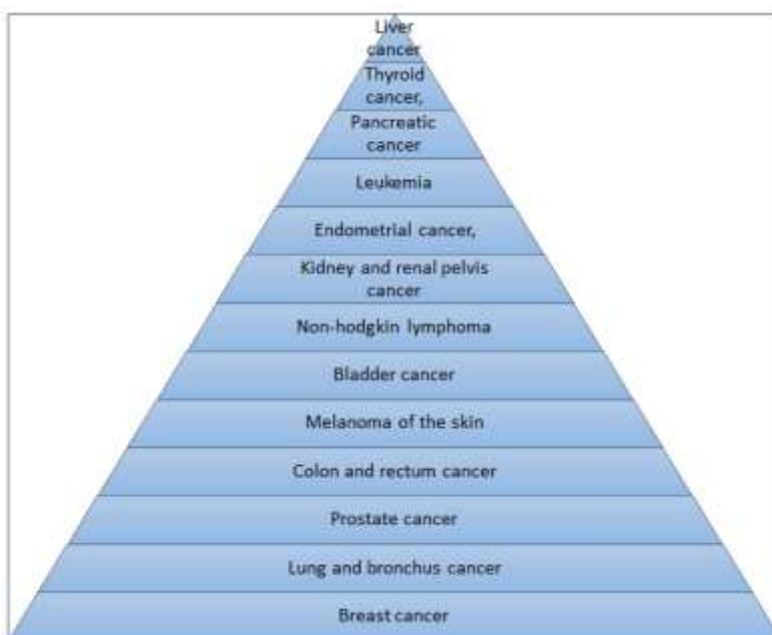 Liver
cancer
Thyroid
cancer,
Pancreatic
cancer
Leukemia
Endometrial cancer,
Kidney and renal pelvis
cancer
Non-hodgkin lymphoma
Bladder cancer
Melanoma of the skin
Colon and rectum cancer
Prostate cancer
Lung and bronchus cancer
Breast cancer